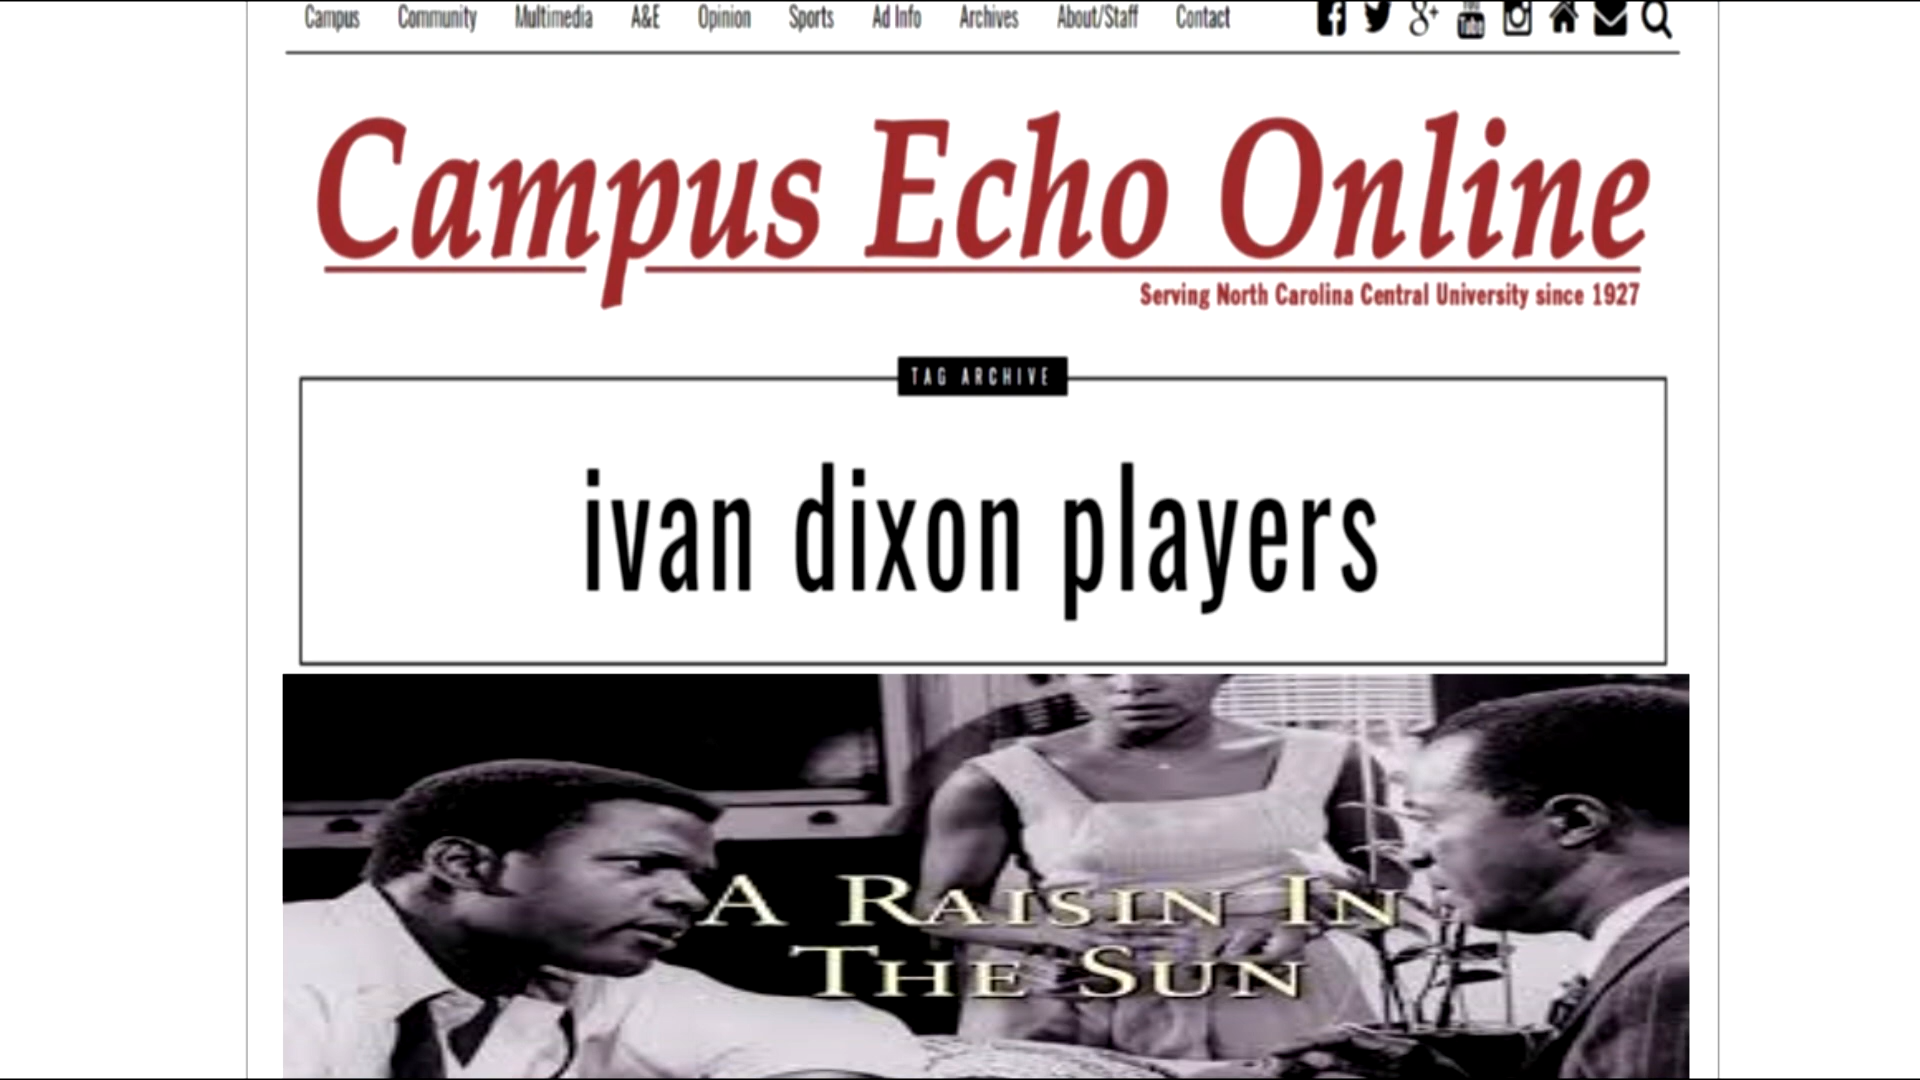 Campus Community Multimedia A&E Opinion Sports Ad Info Archives About/Staff Contact
Campus Echo Online
Serving North Carolina Central University since 1927
TAG ARCHIVE
ivan dixon players
A RAISIN IN
THE SUN